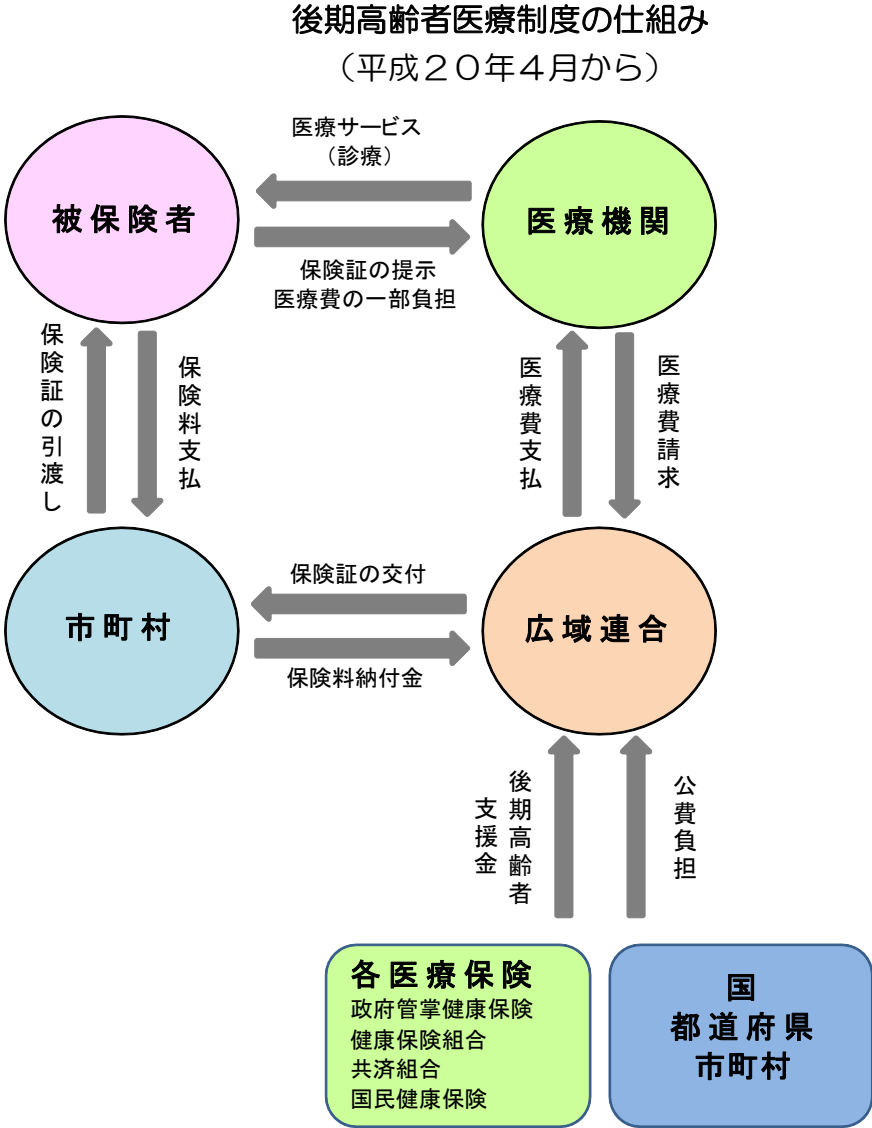 後期高齢者医療制度の仕組み
（平成２０年４月から）
医療サービス
（診療）
被保険者
医療機関
保険証の提示
医療費の一部負担
保険証の引渡し
保険料支払
医療費支払
医療費請求
保険証の交付
市町村
広域連合
保険料納付金
後期高齢者
支援金
公費負担
各医療保険
政府管掌健康保険
健康保険組合
共済組合
国民健康保険
国
都道府県
市町村